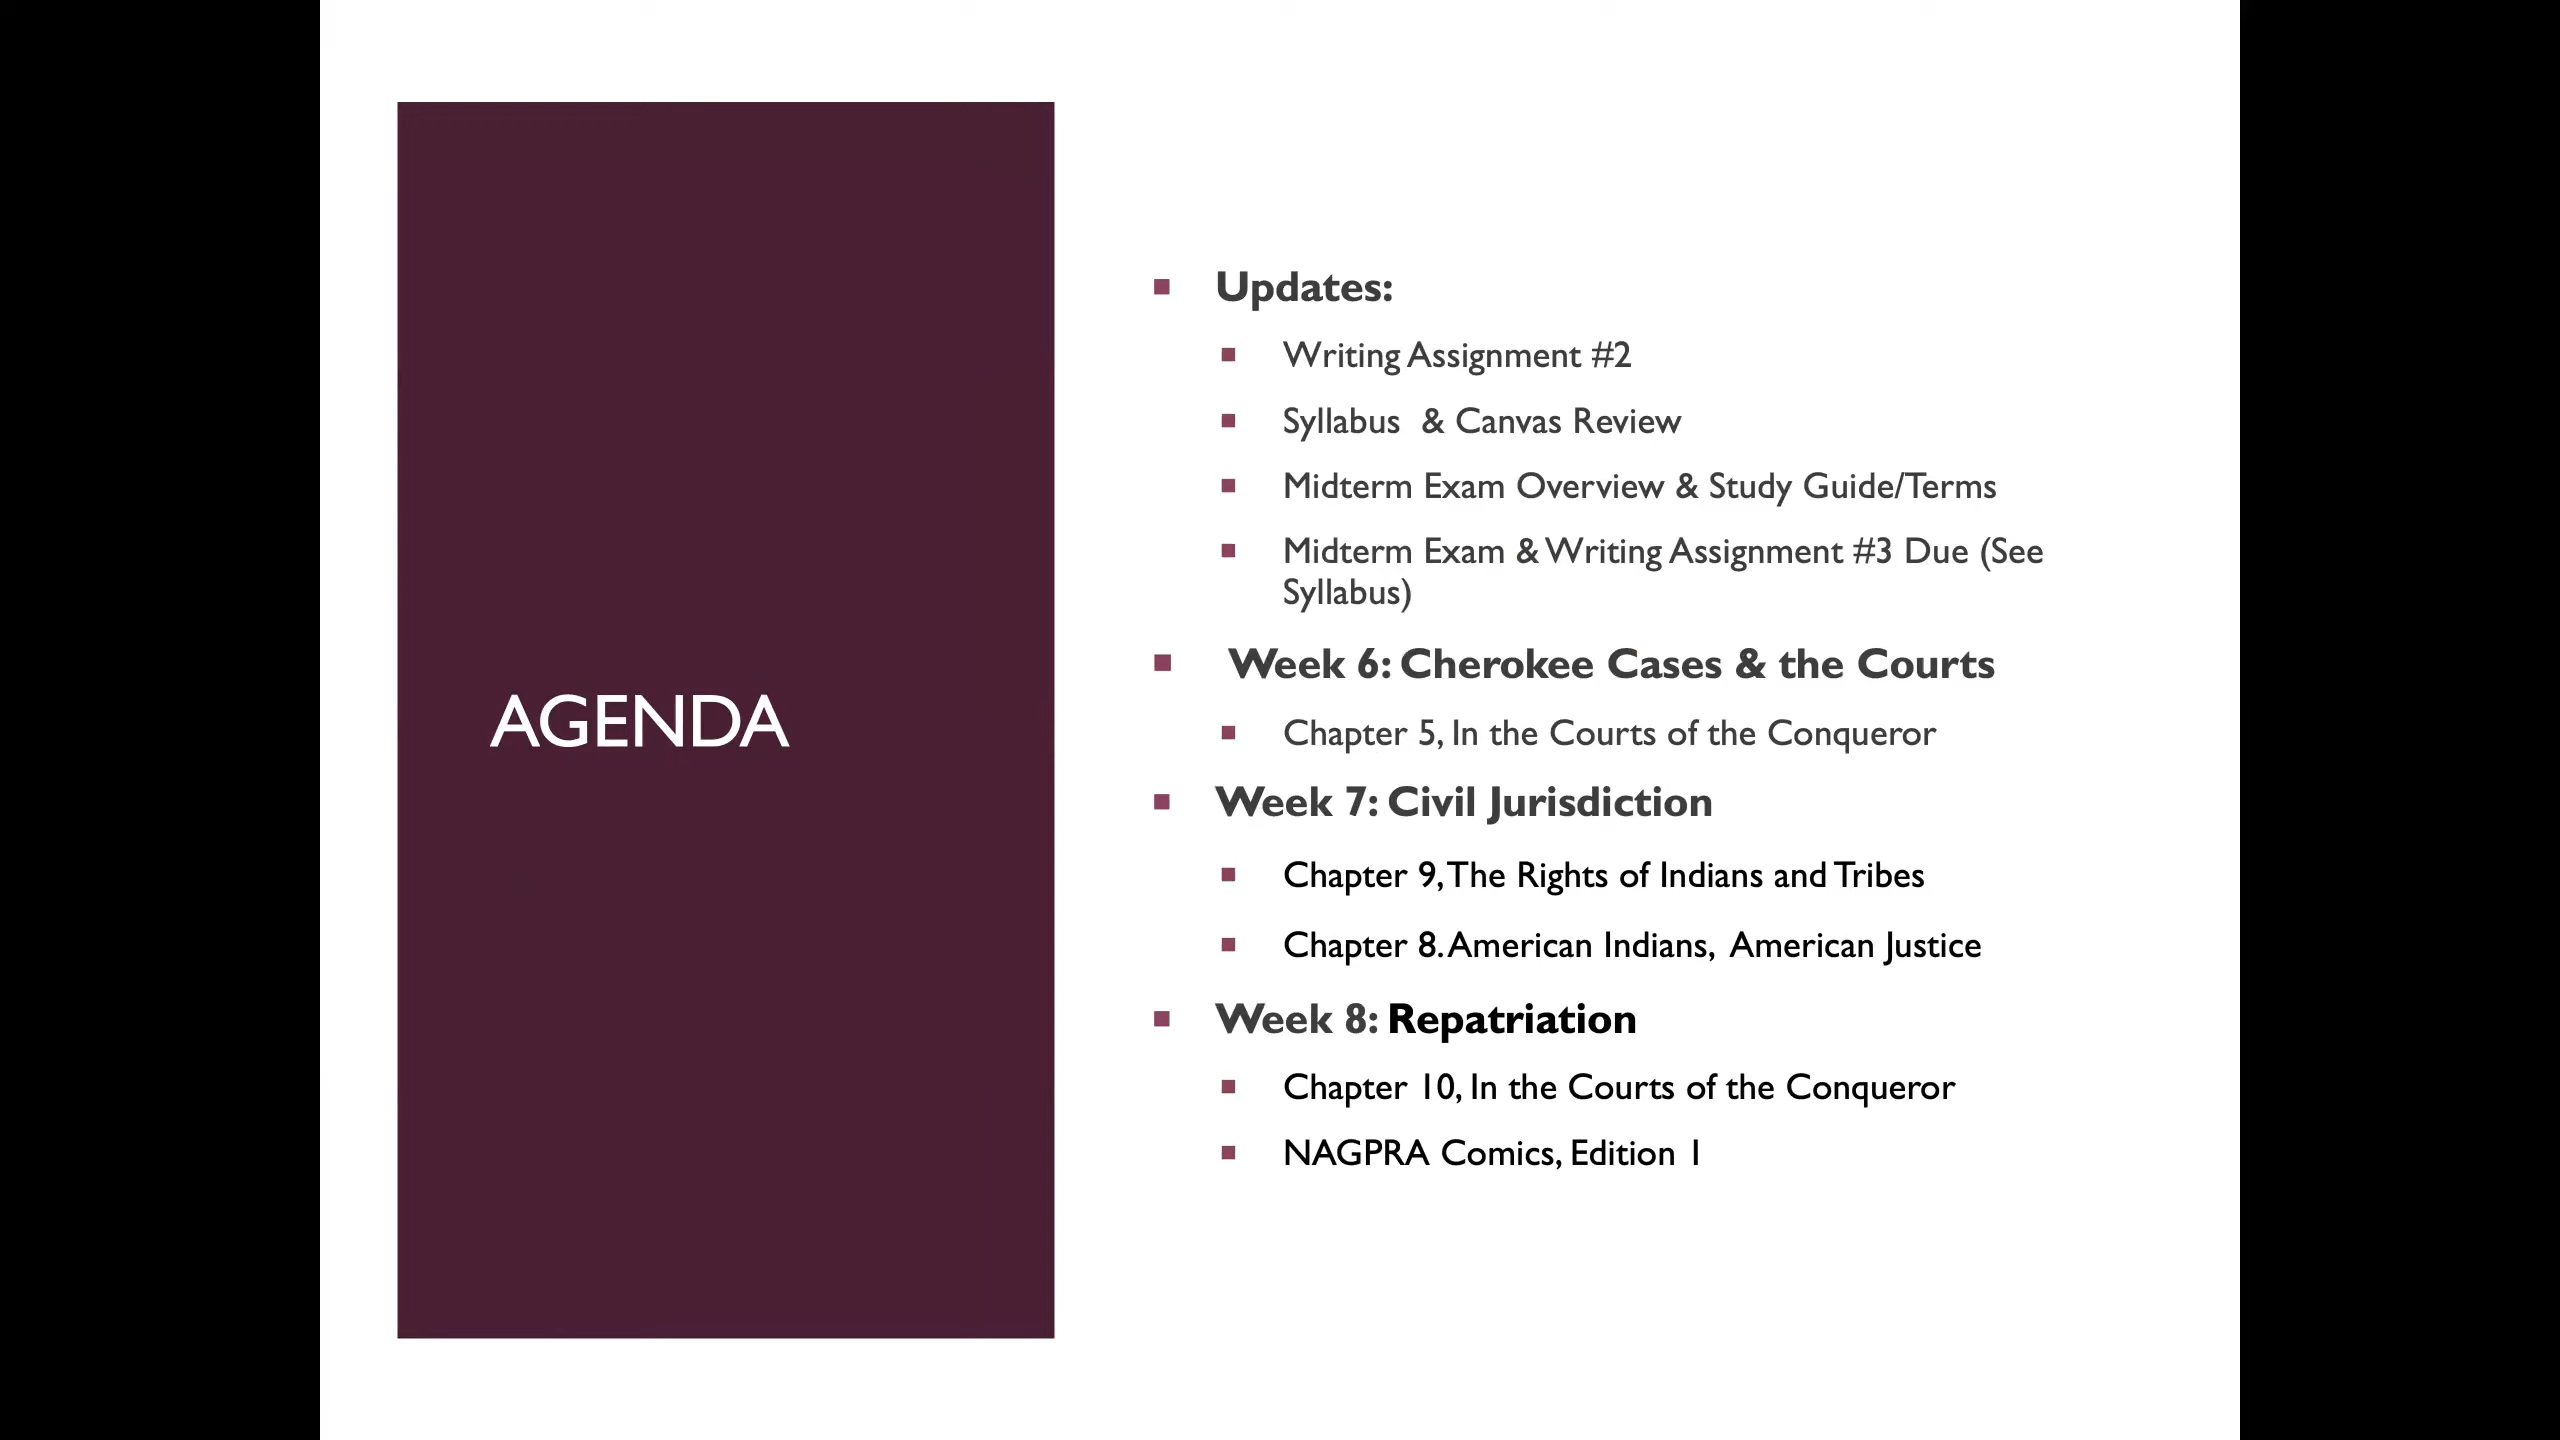 AGENDA
Updates:
Writing Assignment #2
Syllabus & Canvas Review
Midterm Exam Overview & Study Guide/Terms
Midterm Exam & Writing Assignment #3 Due (See
Syllabus)
Week 6: Cherokee Cases & the Courts
Chapter 5, In the Courts of the Conqueror
Week 7: Civil Jurisdiction
Chapter 9, The Rights of Indians and Tribes
Chapter 8. American Indians, American Justice
Week 8: Repatriation
Chapter 10, In the Courts of the Conqueror
NAGPRA Comics, Edition 1